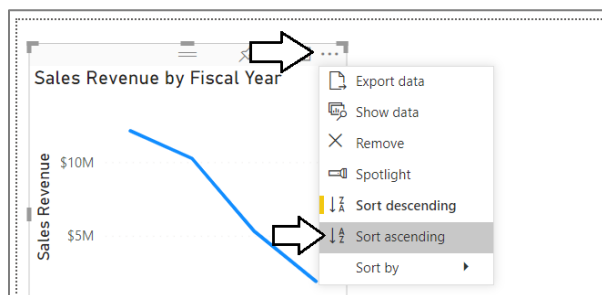 Sales Revenue by Fiscal Year
Sales Revenue
$10M
$5M
Export data
Show data
Remove
Spotlight
Sort descending
Sort ascending
Sort by